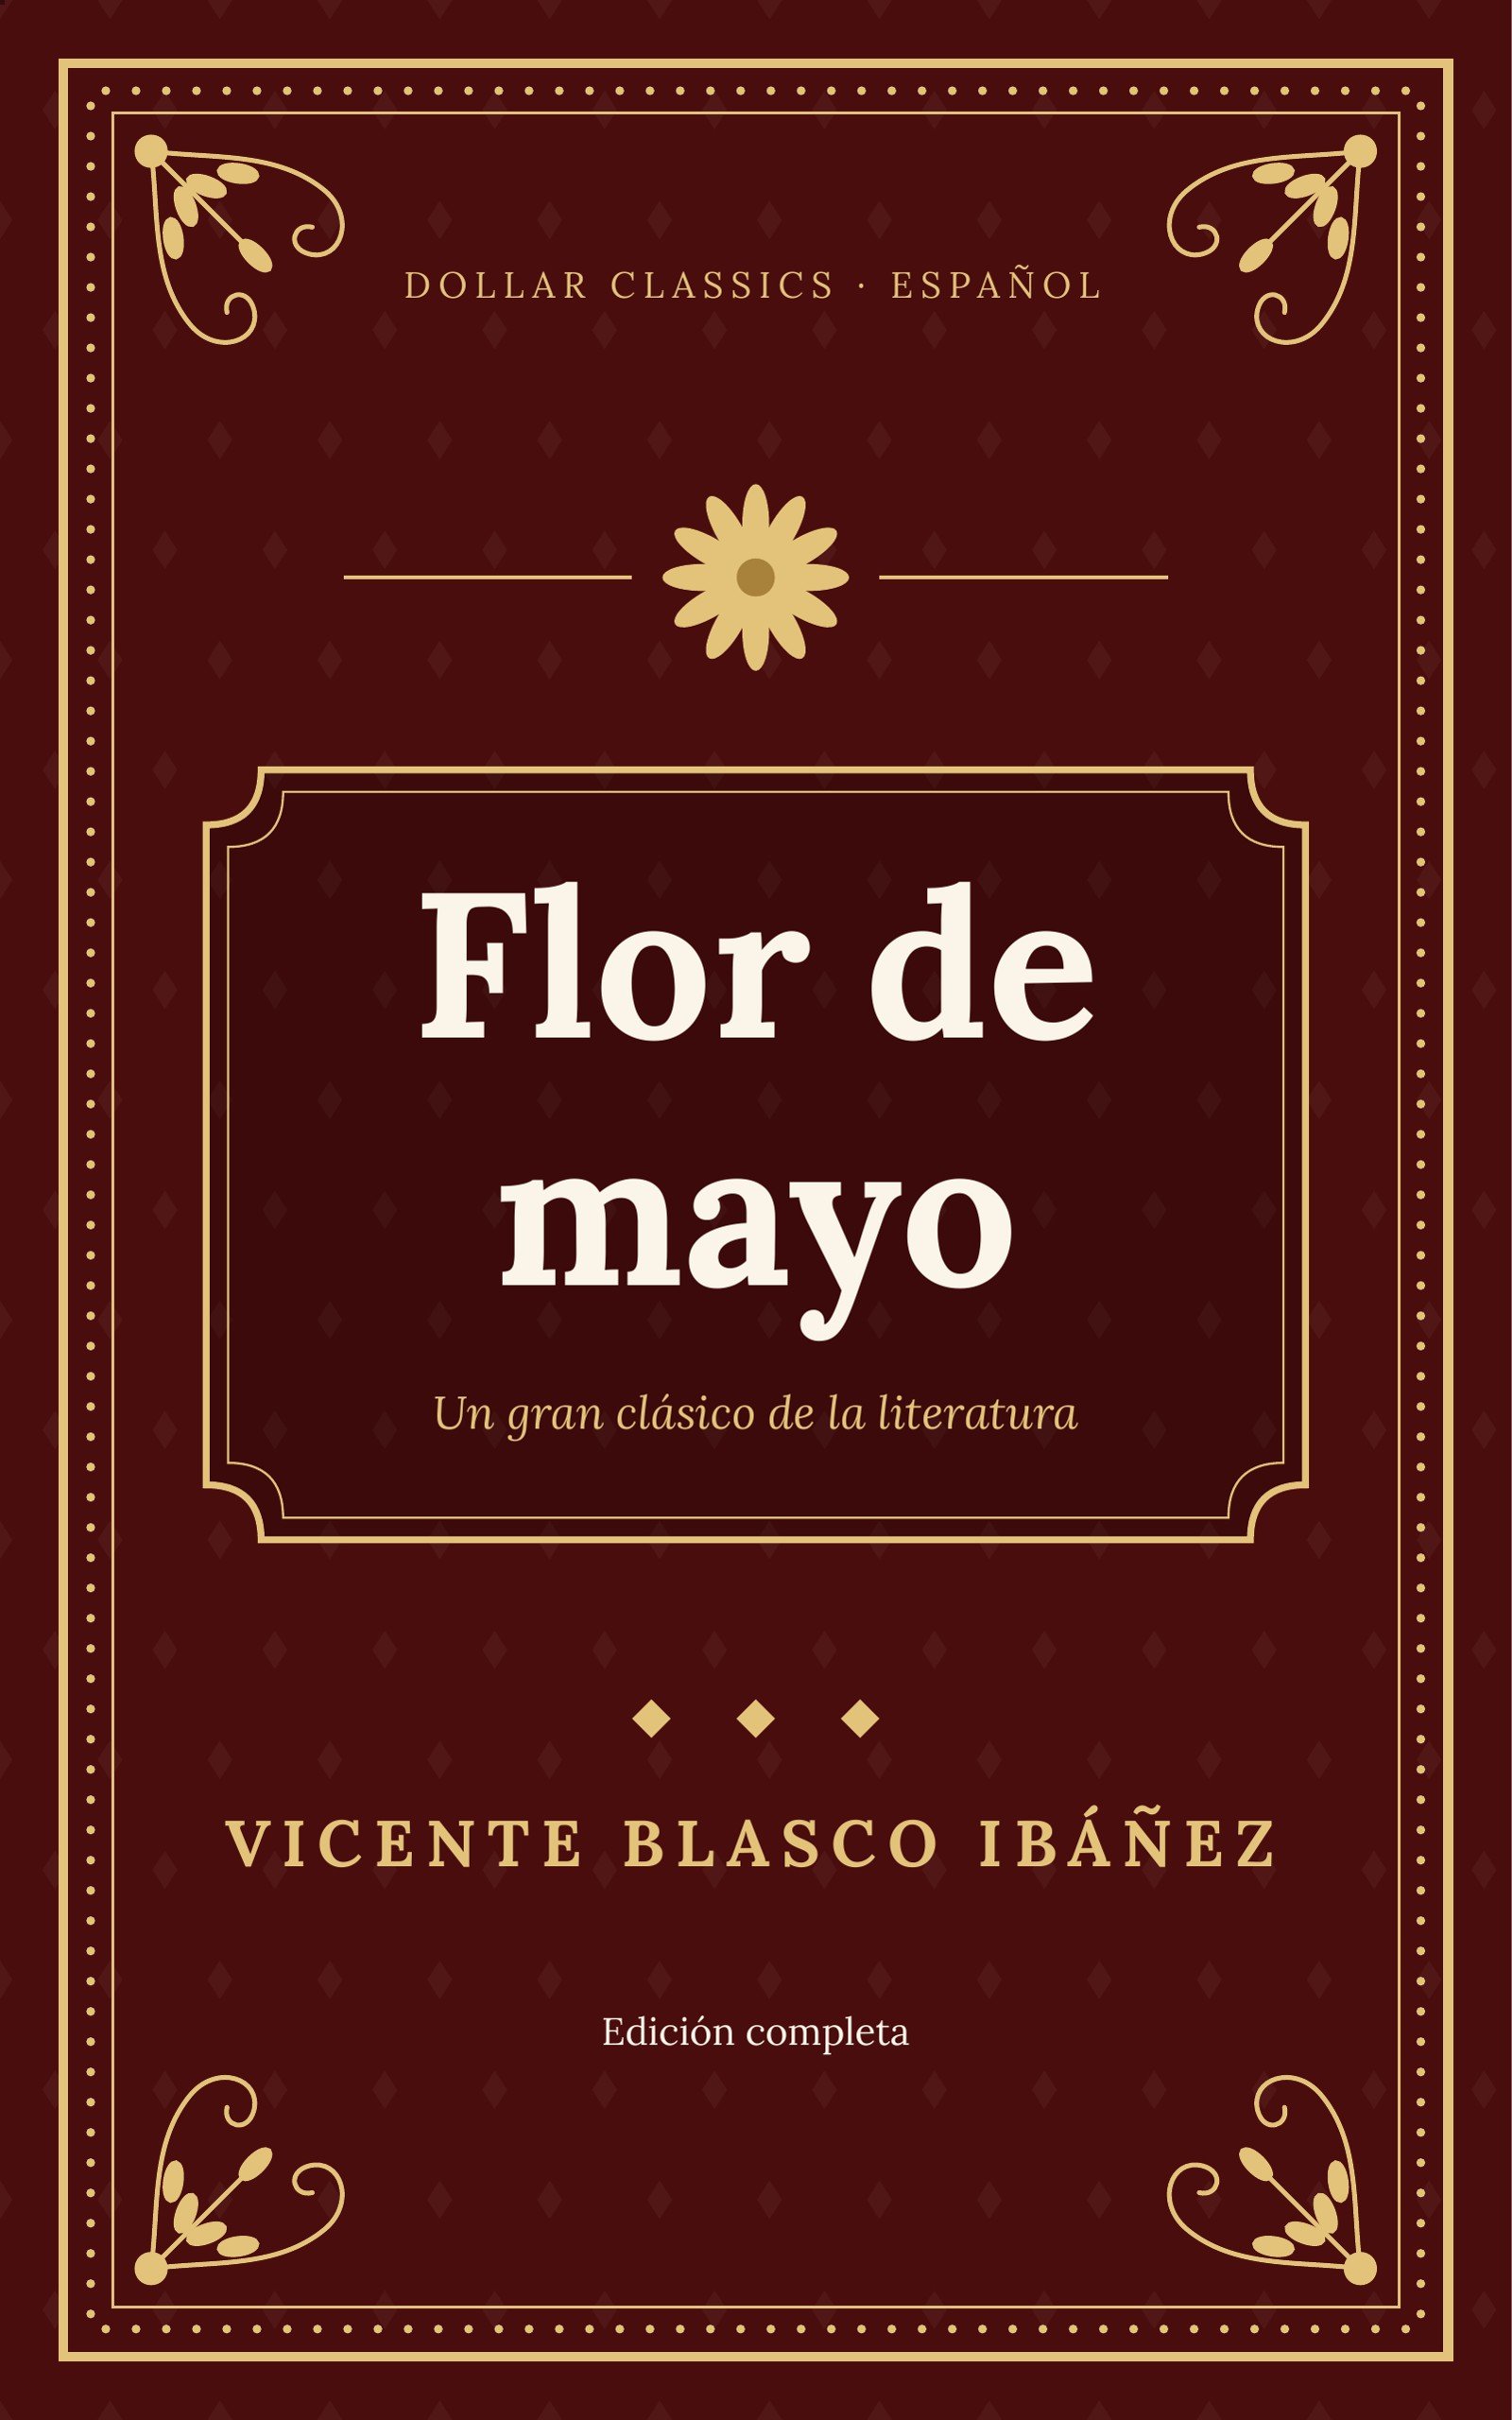 DOLLAR CLASSICS · ESPAÑOL
Flor de
mayo
Un gran clásico de la literatura
VICENTE BLASCO IBÁÑEZ
Edición completa